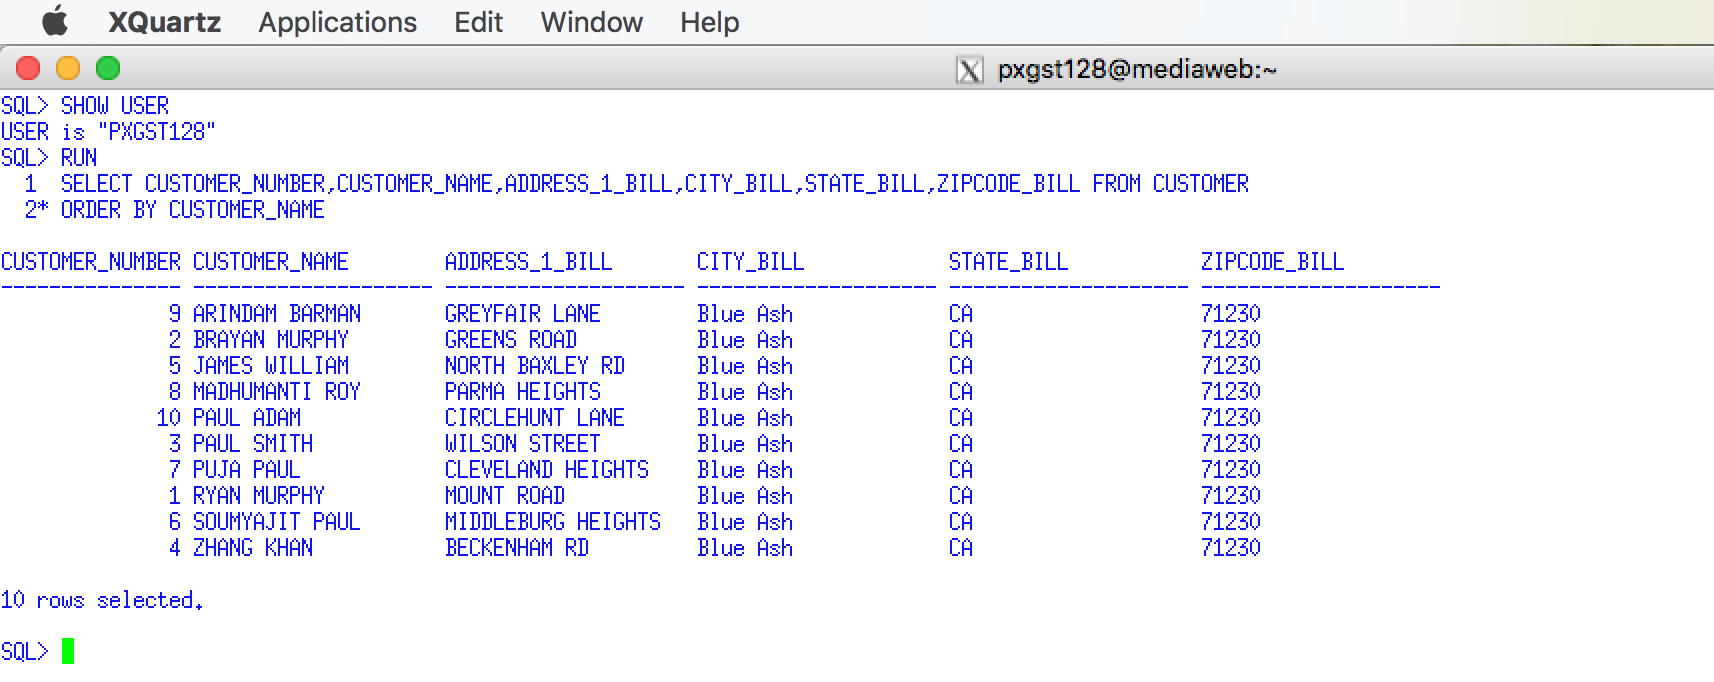 XQuartz Applications Edit Window Help
pxgst128@mediaweb:~
SQL> SHOW USER
USER is "PXGST128"
SQL> RUN
  1  SELECT CUSTOMER_NUMBER,CUSTOMER_NAME,ADDRESS_1_BILL,CITY_BILL,STATE_BILL,ZIPCODE_BILL FROM CUSTOMER
  2* ORDER BY CUSTOMER_NAME
CUSTOMER_NUMBER CUSTOMER_NAME        ADDRESS_1_BILL       CITY_BILL            STATE_BILL           ZIPCODE_BILL
--------------- -------------------- -------------------- -------------------- -------------------- --------------------
              9 ARINDAM BARMAN       GREYFAIR LANE        Blue Ash             CA                   71230
              2 BRAYAN MURPHY        GREENS ROAD          Blue Ash             CA                   71230
              5 JAMES WILLIAM        NORTH BAXLEY RD      Blue Ash             CA                   71230
              8 MADHUMANTI ROY       PARMA HEIGHTS        Blue Ash             CA                   71230
             10 PAUL ADAM            CIRCLEHUNT LANE      Blue Ash             CA                   71230
              3 PAUL SMITH           WILSON STREET        Blue Ash             CA                   71230
              7 PUJA PAUL            CLEVELAND HEIGHTS    Blue Ash             CA                   71230
              1 RYAN MURPHY          MOUNT ROAD           Blue Ash             CA                   71230
              6 SOUMYAJIT PAUL       MIDDLEBURG HEIGHTS   Blue Ash             CA                   71230
              4 ZHANG KHAN           BECKENHAM RD         Blue Ash             CA                   71230
10 rows selected.
SQL>